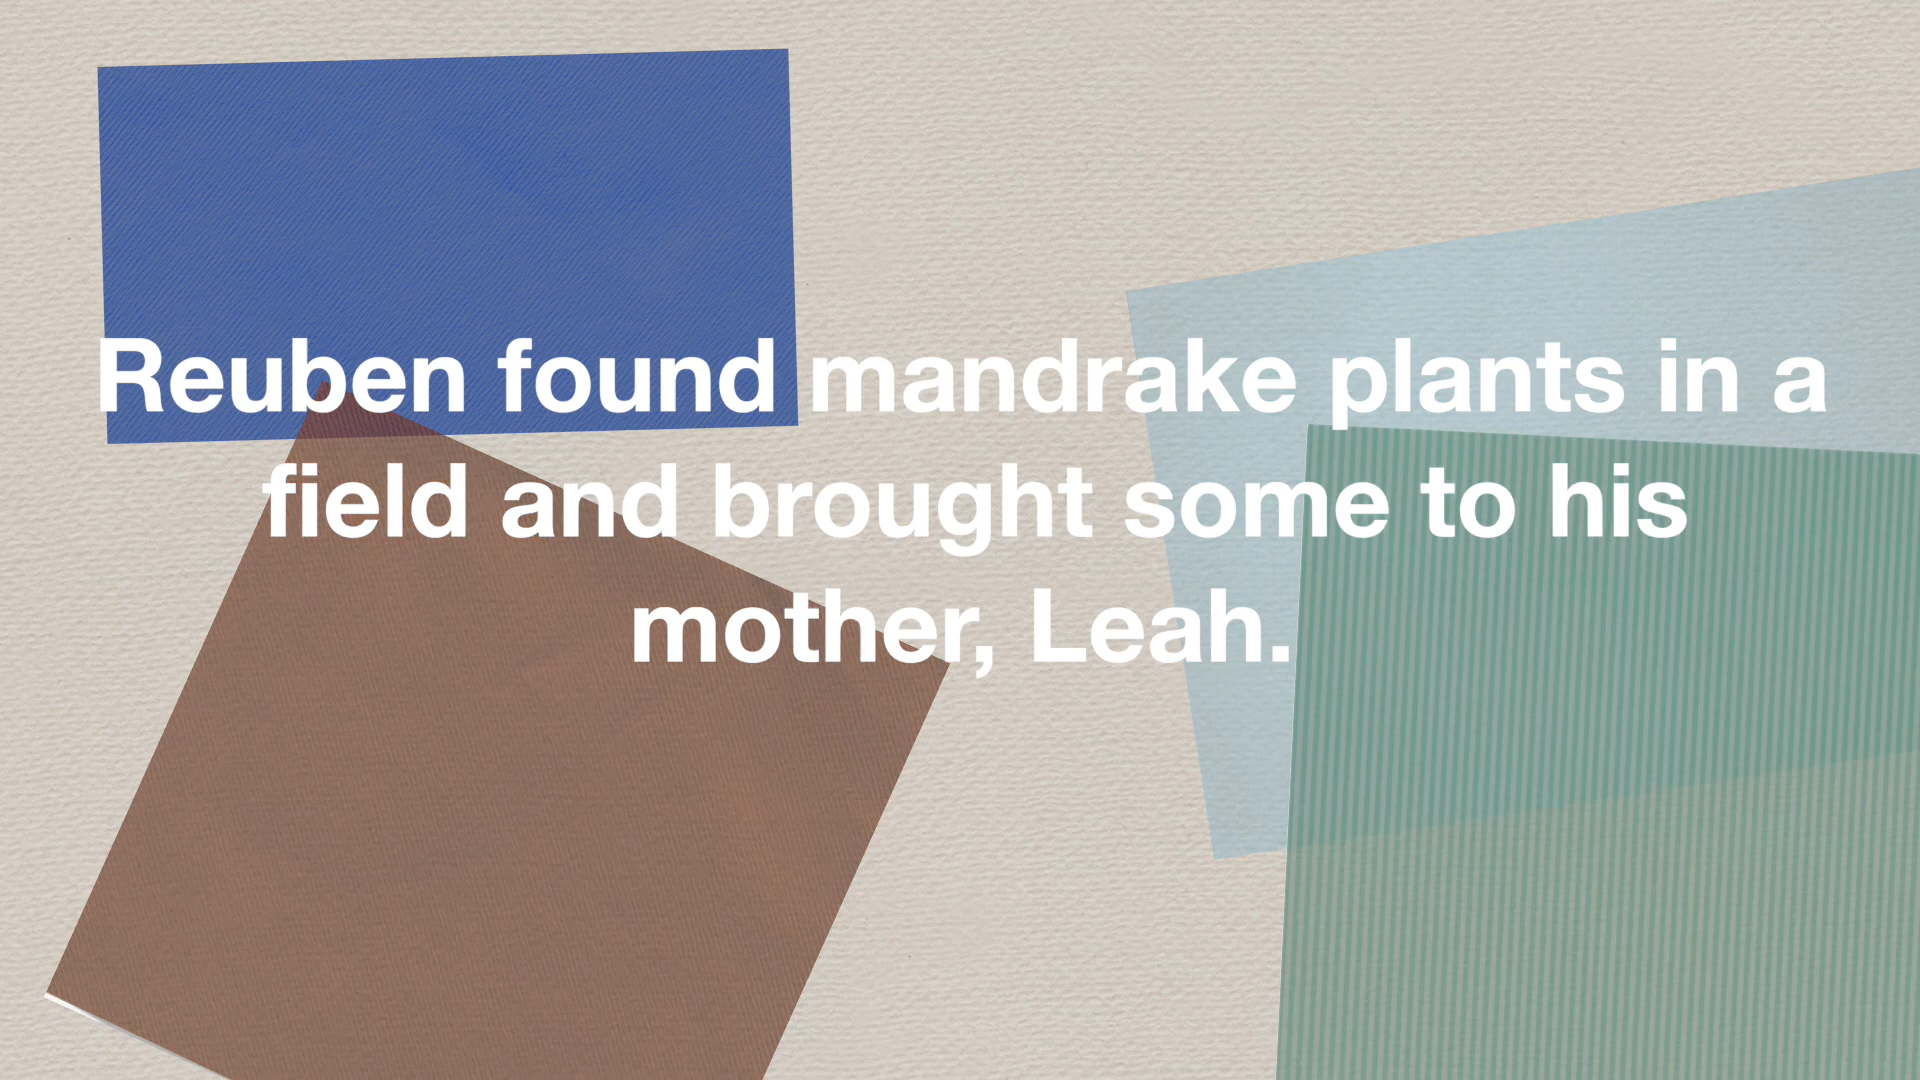 Reuben found mandrake plants in a
field and brought some to his
mother, Leah.